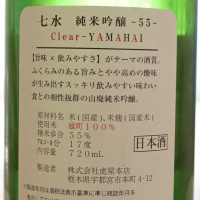 七水 純米吟醸 -55-
Clear-YAMAHAI
【旨味×飲みやすさ】がテーマの酒質。
ふくらみのある旨みとやや高めの酸味
が生み出すスッキリ飲みやすい味わい
食との相性抜群の山廃純米吟醸。
原材料名 米(国産)、米麹(国産米)
使用米 雄町100%
精米歩合 55%
アルコール分 17度
内容量 720mL
日本酒
製造者 株式会社虎屋本店
栃木県宇都宮市本町4-12